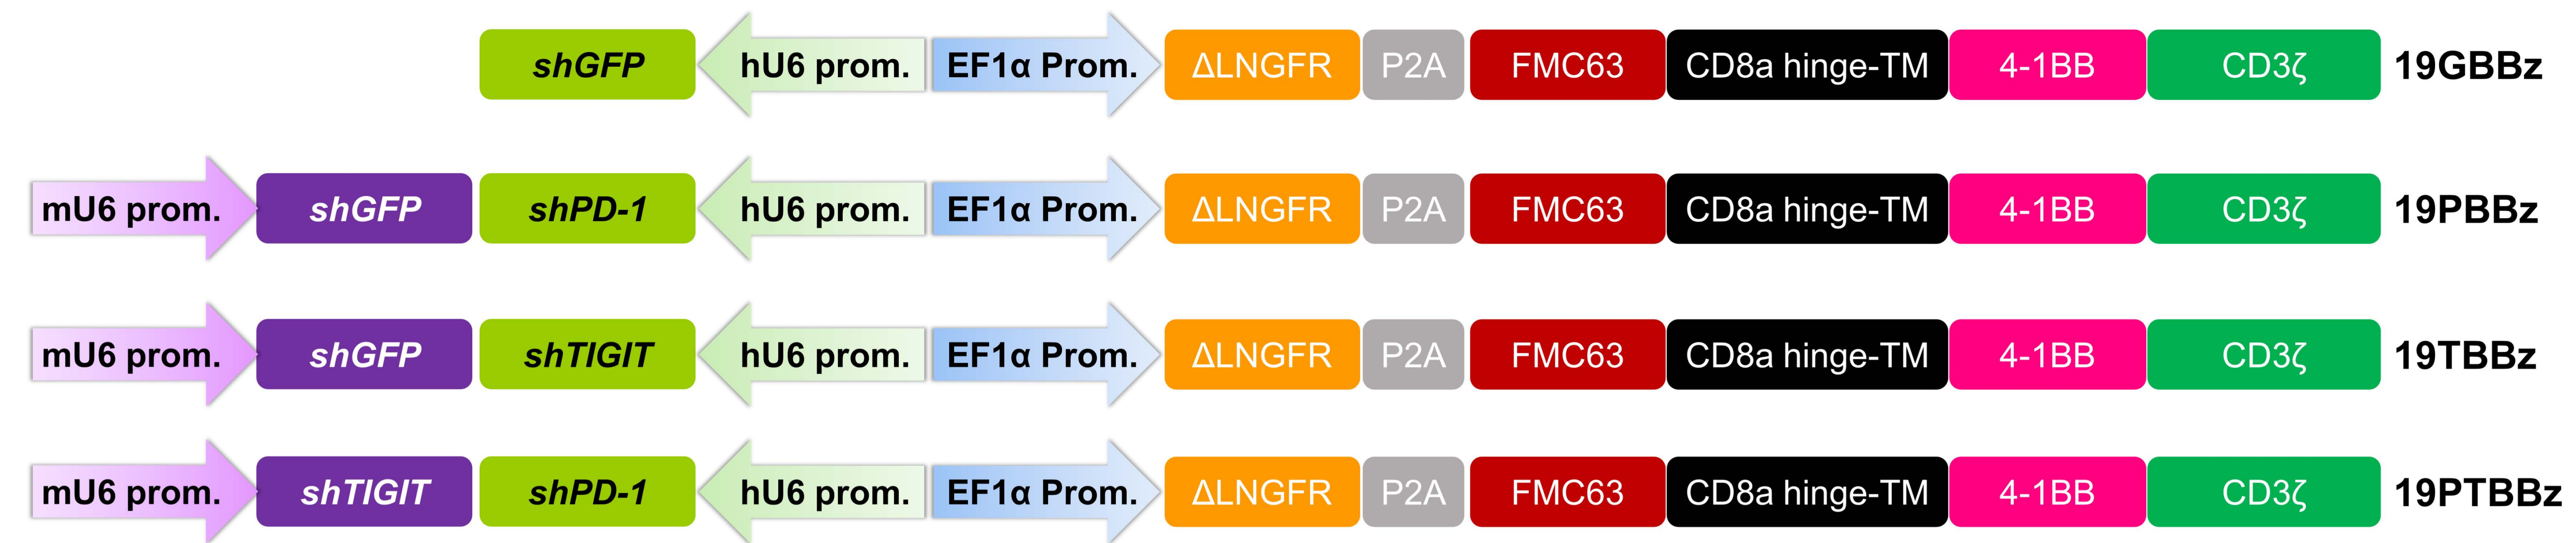 shGFP hU6 prom. EF1α Prom. ΔLNGFR P2A FMC63 CD8a hinge-TM 4-1BB CD3ζ 19GBBz
mU6 prom. shGFP shPD-1 hU6 prom. EF1α Prom. ΔLNGFR P2A FMC63 CD8a hinge-TM 4-1BB CD3ζ 19PBBz
mU6 prom. shGFP shTIGIT hU6 prom. EF1α Prom. ΔLNGFR P2A FMC63 CD8a hinge-TM 4-1BB CD3ζ 19TBBz
mU6 prom. shTIGIT shPD-1 hU6 prom. EF1α Prom. ΔLNGFR P2A FMC63 CD8a hinge-TM 4-1BB CD3ζ 19PTBBz